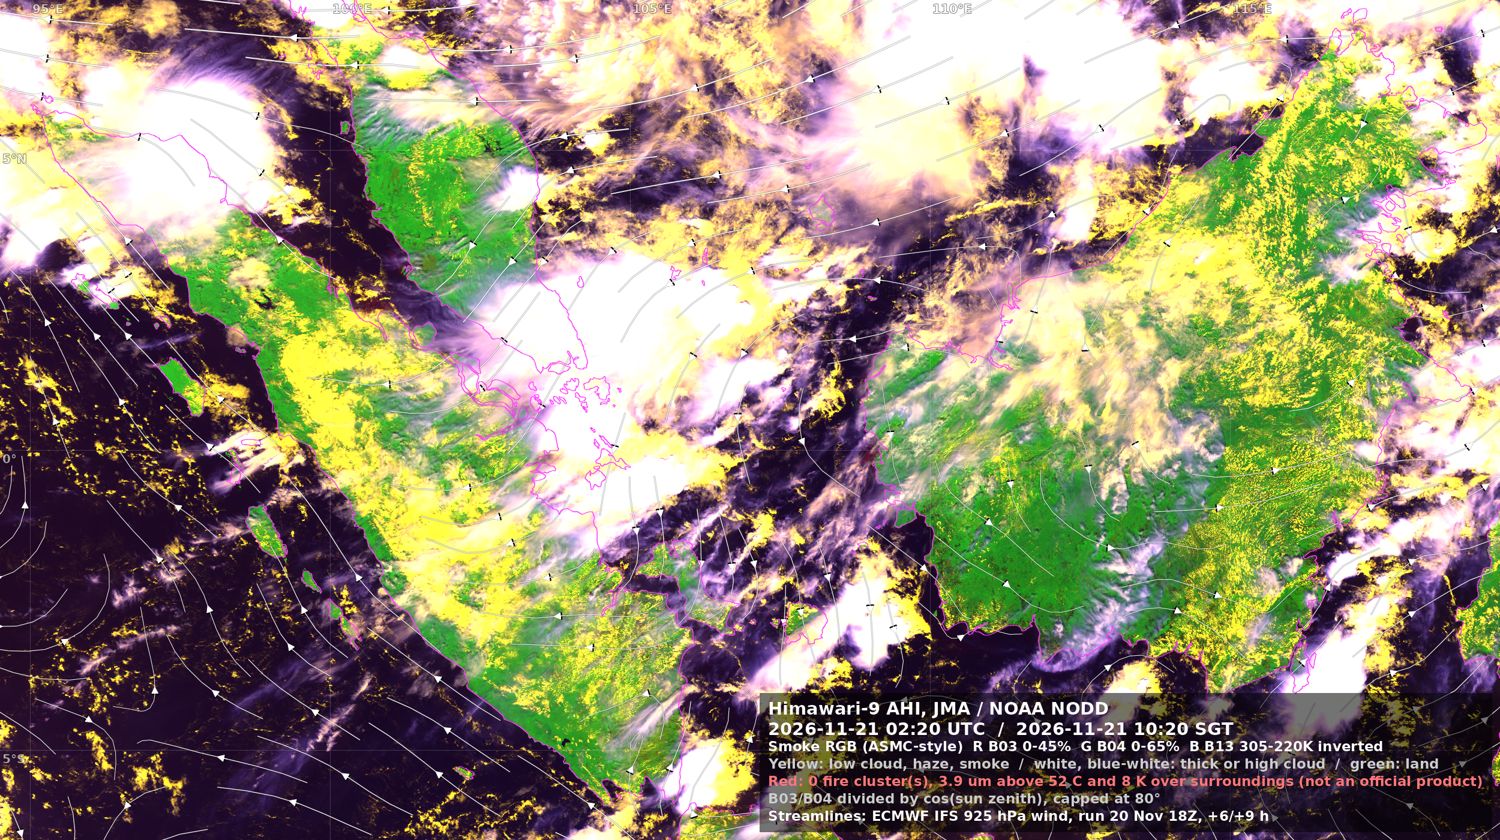 95°E
100°E
105°E
110°E
115°E
5°N
0°
5°S
Himawari-9 AHI, JMA / NOAA NODD
2026-11-21 02:20 UTC / 2026-11-21 10:20 SGT
Smoke RGB (ASMC-style) R B03 0-45% G B04 0-65% B B13 305-220K inverted
Yellow: low cloud, haze, smoke / white, blue-white: thick or high cloud / green: land
Red: 0 fire cluster(s), 3.9 um above 52 C and 8 K over surroundings (not an official product)
B03/B04 divided by cos(sun zenith), capped at 80°
Streamlines: ECMWF IFS 925 hPa wind, run 20 Nov 18Z, +6/+9 h